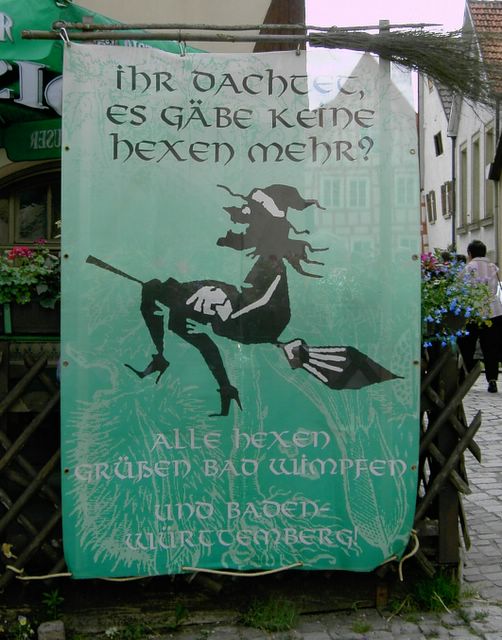 ihr dachtet,
es gäbe keine
hexen mehr?
alle hexen
grüßen bad wimpfen
und baden-
württemberg!